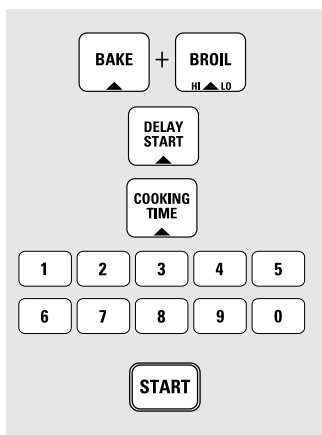 BAKE + BROIL
HI LO
DELAY
START
COOKING
TIME
1 2 3 4 5
6 7 8 9 0
START